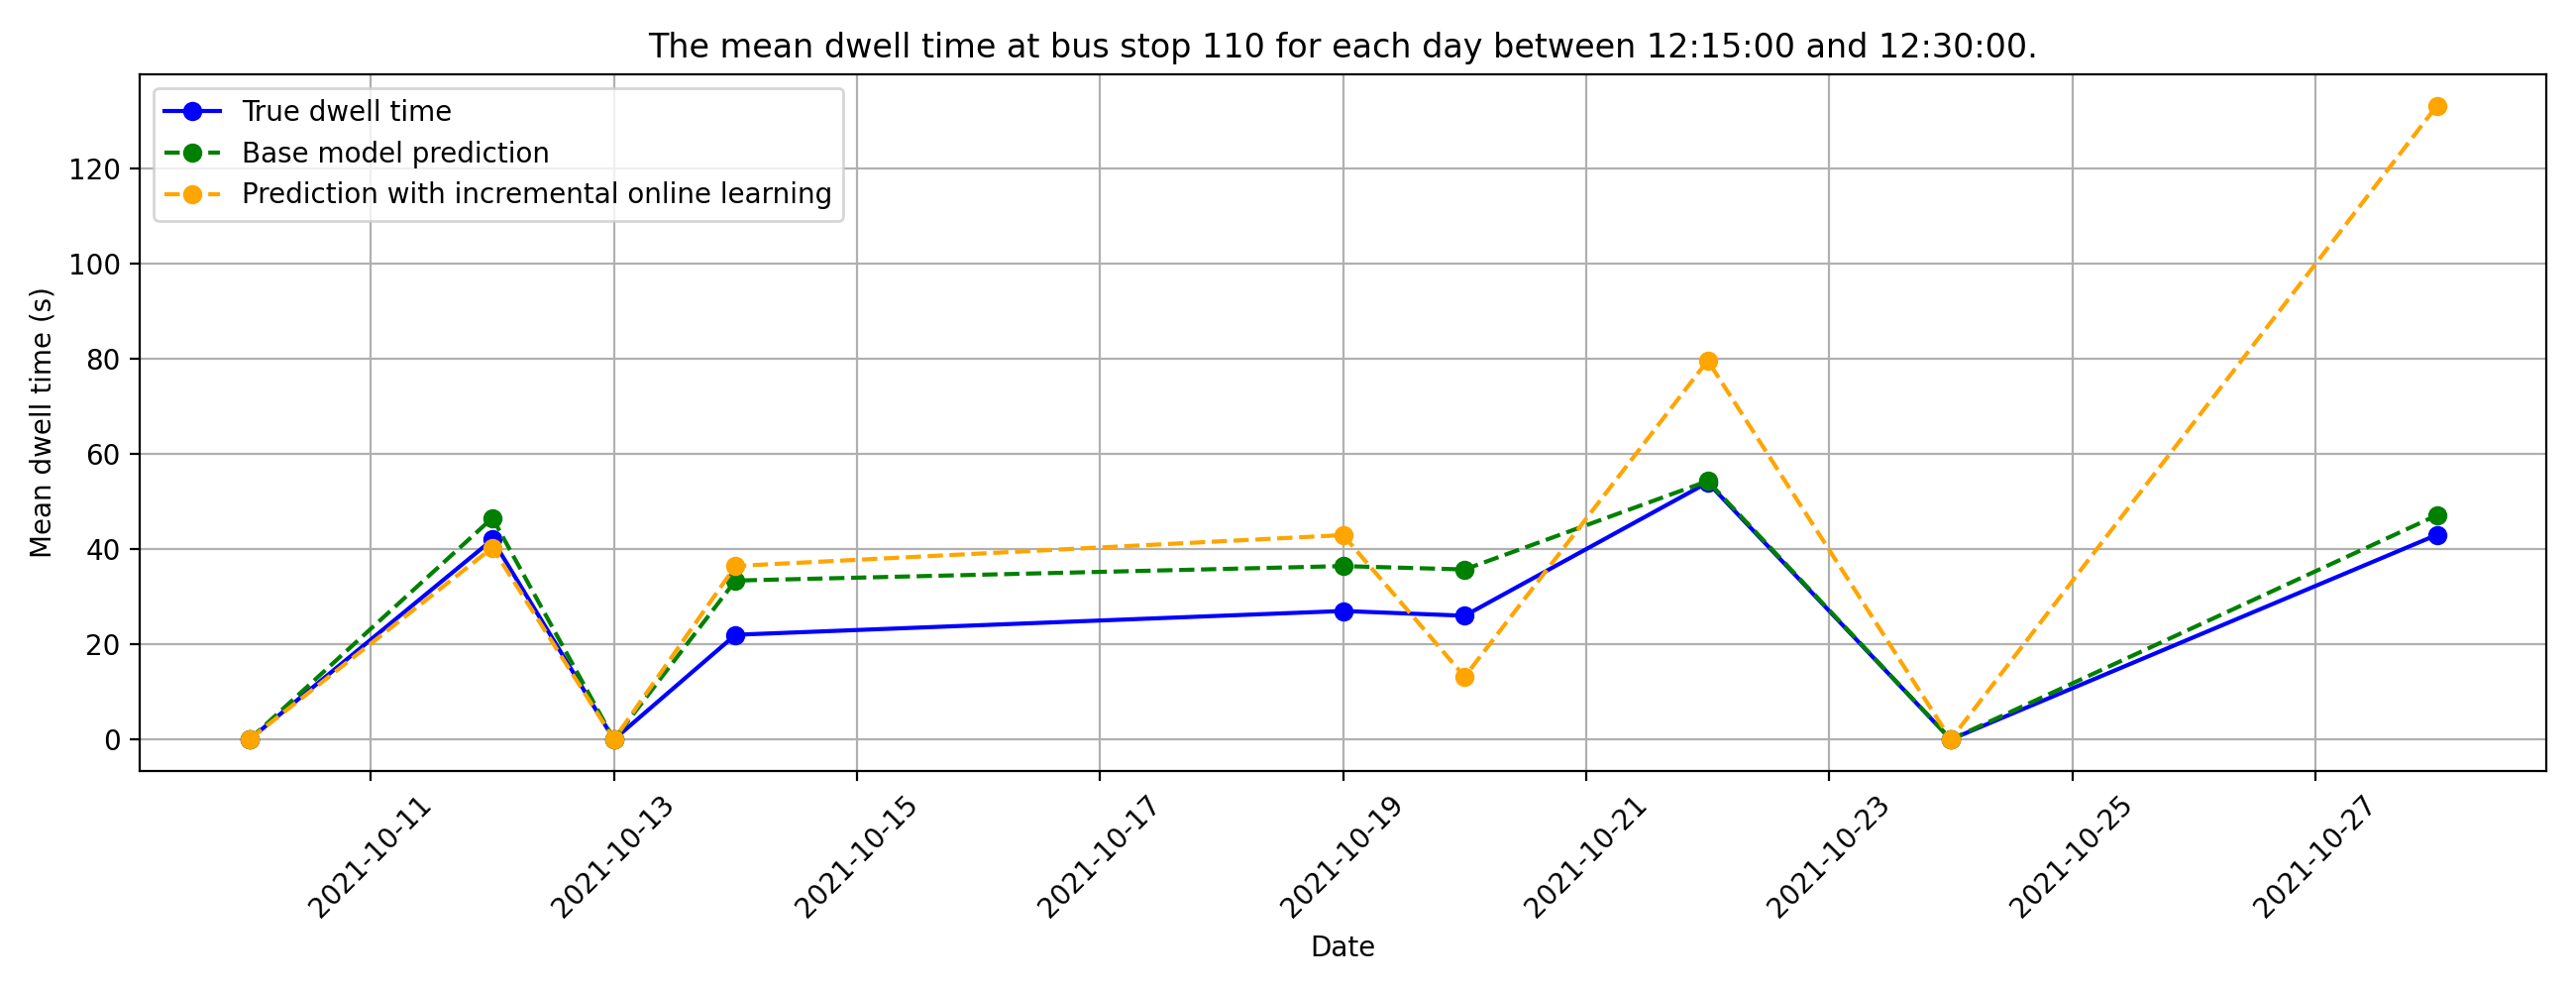 The mean dwell time at bus stop 110 for each day between 12:15:00 and 12:30:00.
True dwell time
Base model prediction
Prediction with incremental online learning
Mean dwell time (s)
120
100
80
60
40
20
0
2021-10-11
2021-10-13
2021-10-15
2021-10-17
2021-10-19
2021-10-21
2021-10-23
2021-10-25
2021-10-27
Date